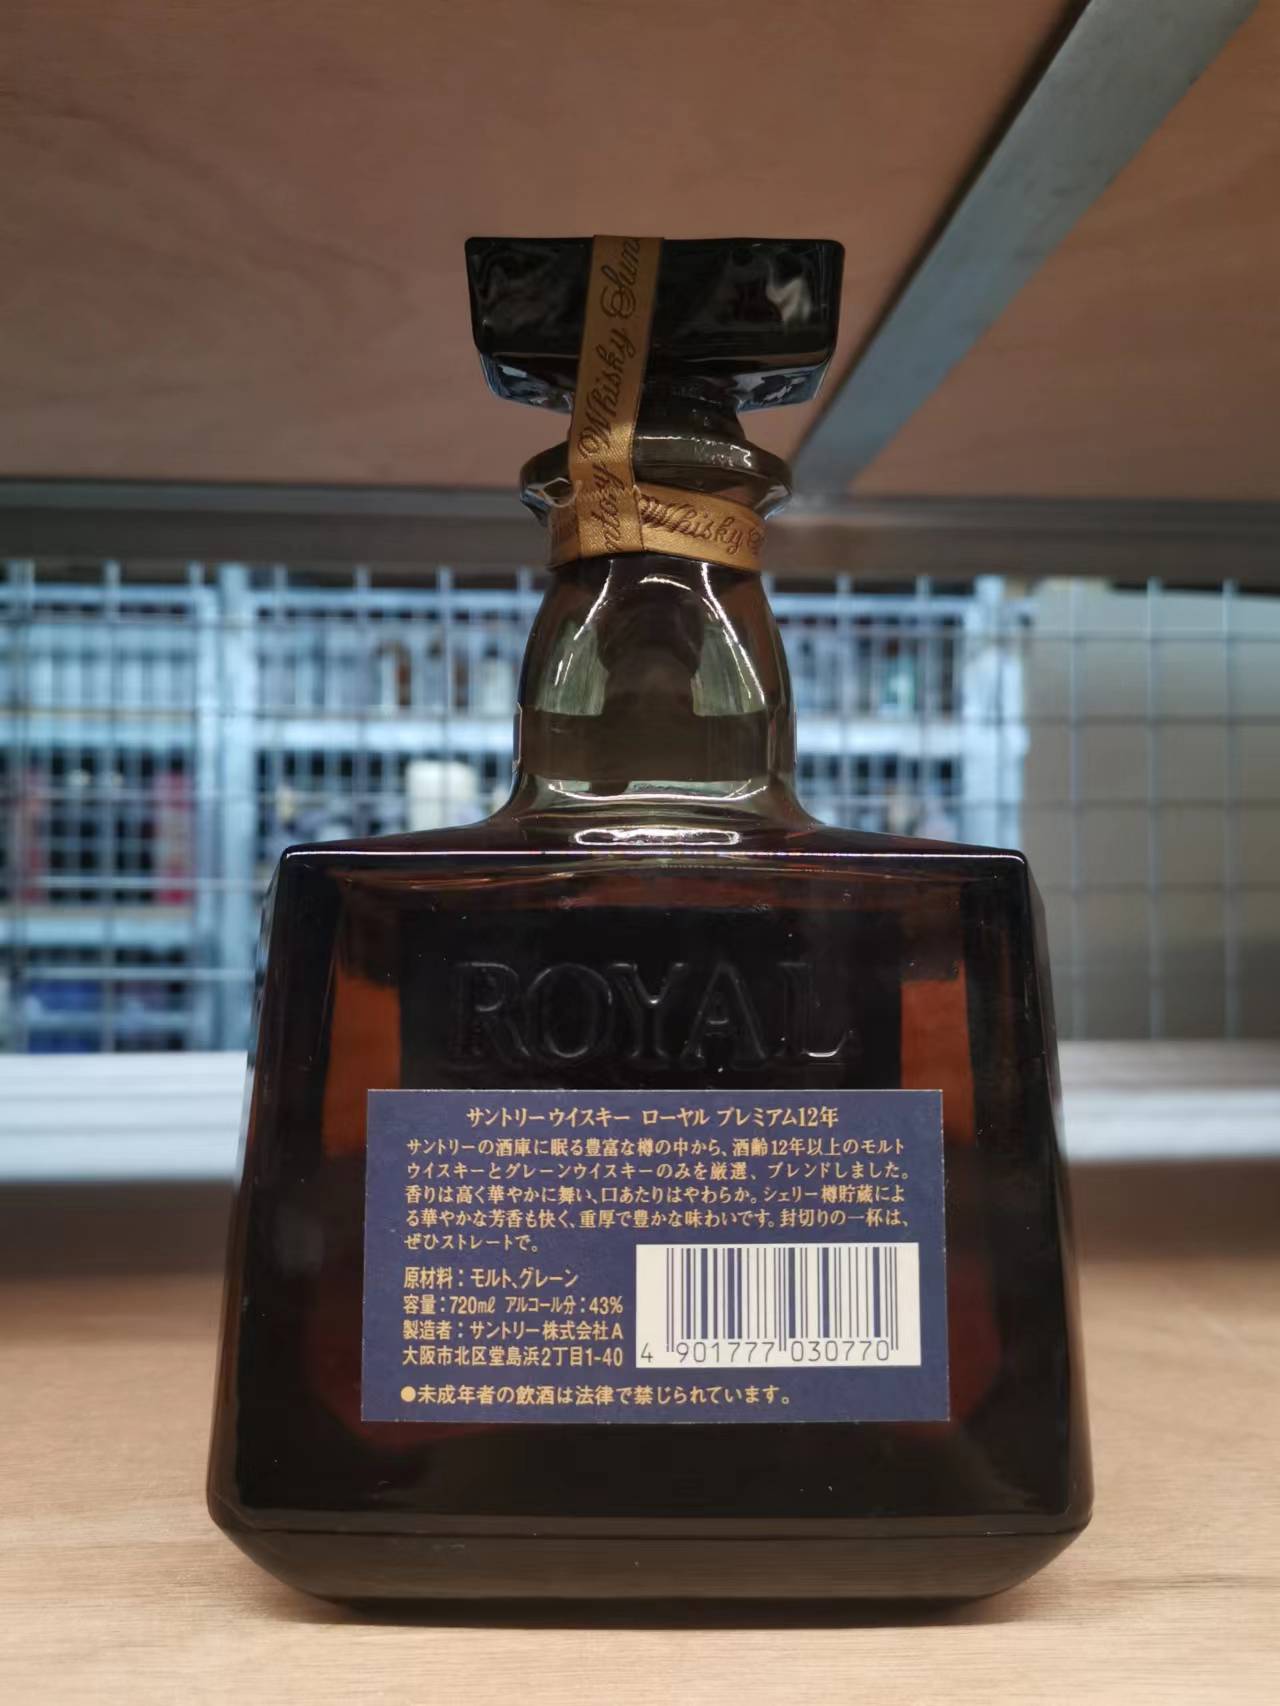 Whisky Sun
ntory
Whisky
ROYAL
サントリーウイスキー ローヤル プレミアム12年
サントリーの酒庫に眠る豊富な樽の中から、酒齢12年以上のモルト
ウイスキーとグレーンウイスキーのみを厳選、ブレンドしました。
香りは高く華やかに舞い、口あたりはやわらか。シェリー樽貯蔵によ
る華やかな芳香も快く、重厚で豊かな味わいです。封切りの一杯は、
ぜひストレートで。
原材料：モルト、グレーン
容量：720mℓ アルコール分：43%
製造者：サントリー株式会社A
大阪市北区堂島浜2丁目1-40
4 901777 030770
●未成年者の飲酒は法律で禁じられています。